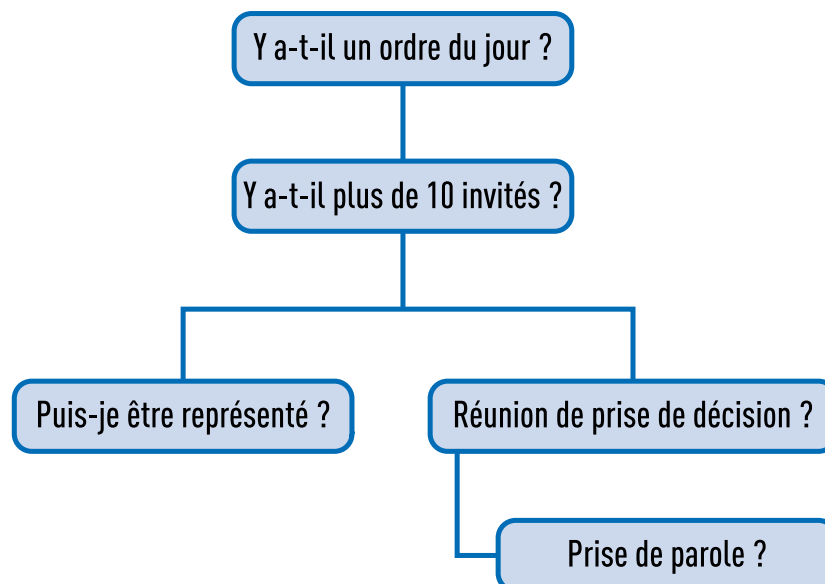 Y a-t-il un ordre du jour ?
Y a-t-il plus de 10 invités ?
Puis-je être représenté ?
Réunion de prise de décision ?
Prise de parole ?